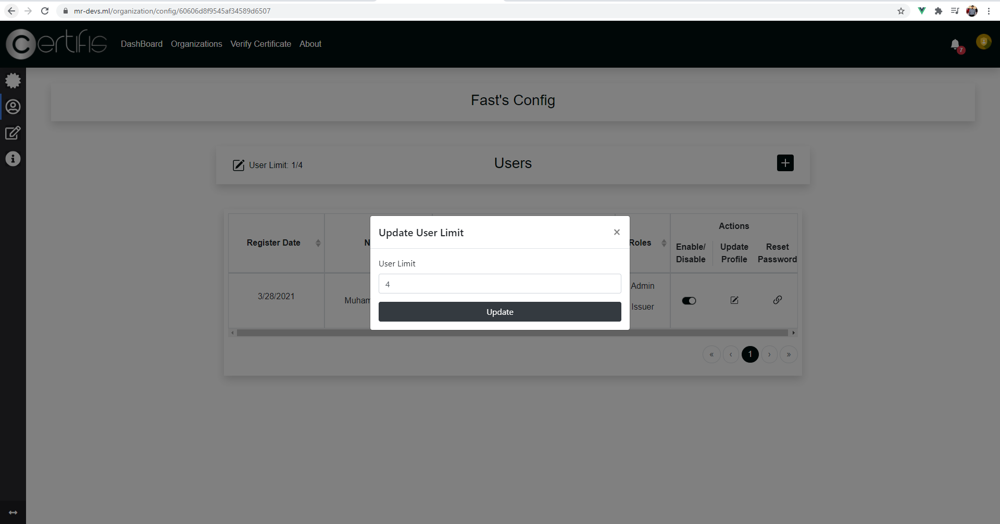 mr-devs.ml/organization/config/60606d8f9545af34589d6507
certifis DashBoard Organizations Verify Certificate About 7
Fast's Config
User Limit: 1/4 Users
Update User Limit ×
User Limit
4
Update
Register Date N Roles Actions
Enable/ Disable Update Profile Reset Password
3/28/2021 Muham Admin
Issuer
« ‹ 1 › »